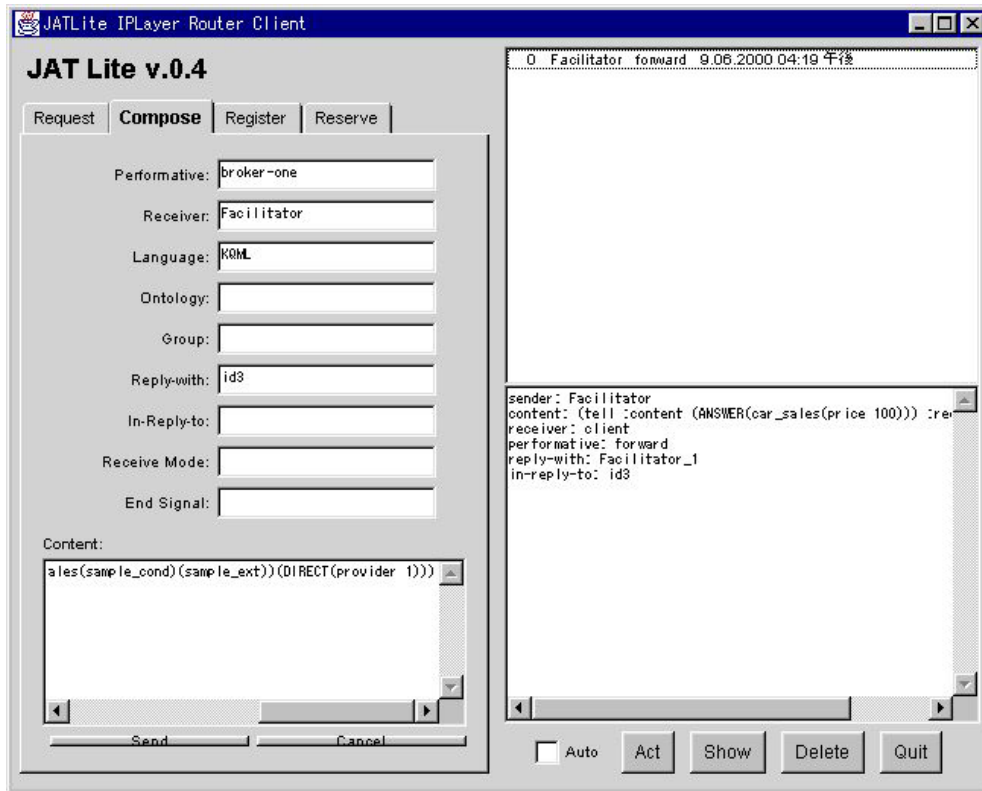 JATLite IPLayer Router Client
JAT Lite v.0.4
Request Compose Register Reserve
Performative: broker-one
Receiver: Facilitator
Language: KQML
Ontology:
Group:
Reply-with: id3
In-Reply-to:
Receive Mode:
End Signal:
Content:
ales(sample_cond)(sample_ext))(DIRECT(provider 1)))
Send Cancel
0 Facilitator forward 9.06.2000 04:19 午後
sender: Facilitator
content: (tell :content (ANSWER(car_sales(price 100))) :re
receiver: client
performative: forward
reply-with: Facilitator_1
in-reply-to: id3
Auto Act Show Delete Quit